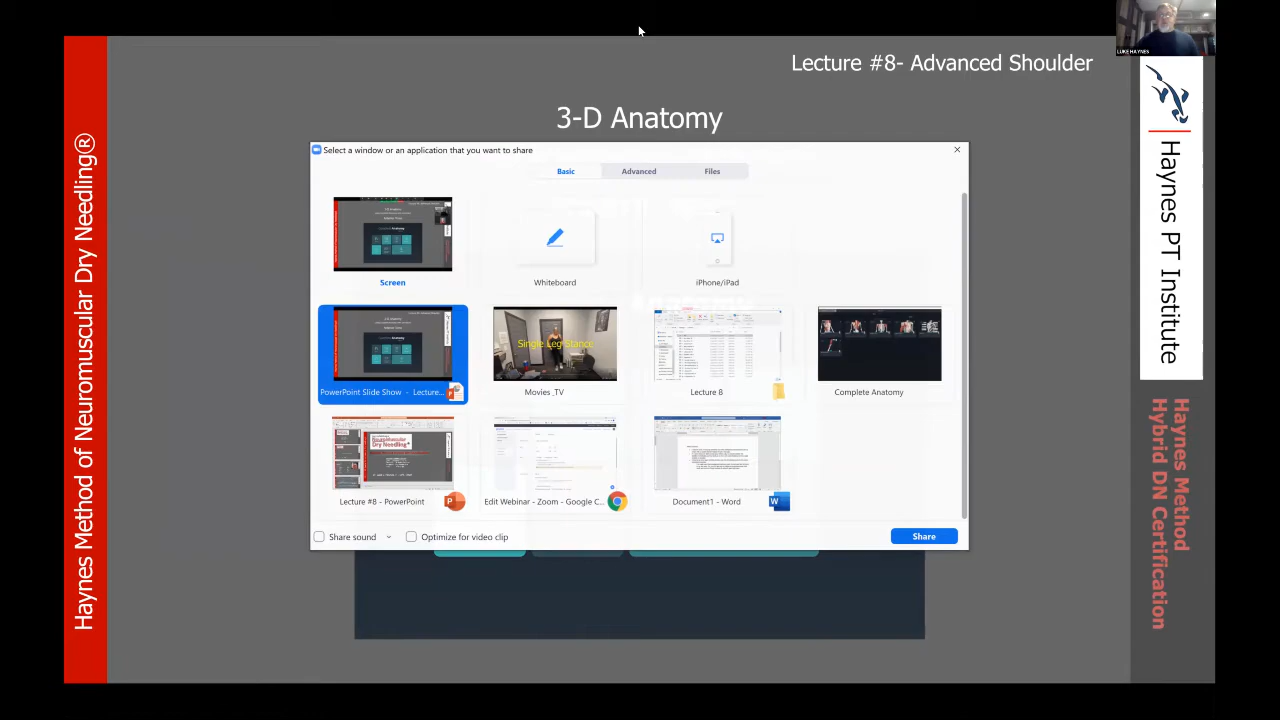 Haynes Method of Neuromuscular Dry Needling®
Lecture #8- Advanced Shoulder
LUKE HAYNES
3-D Anatomy
Select a window or an application that you want to share
Basic
Advanced
Files
Screen
Whiteboard
iPhone/iPad
Single Leg Stance
PowerPoint Slide Show - Lecture...
Movies _TV
Lecture 8
Complete Anatomy
Lecture #8 - PowerPoint
Edit Webinar - Zoom - Google C...
Document1 - Word
Share sound
Optimize for video clip
Share
Haynes PT Institute
Haynes Method
Hybrid DN Certification